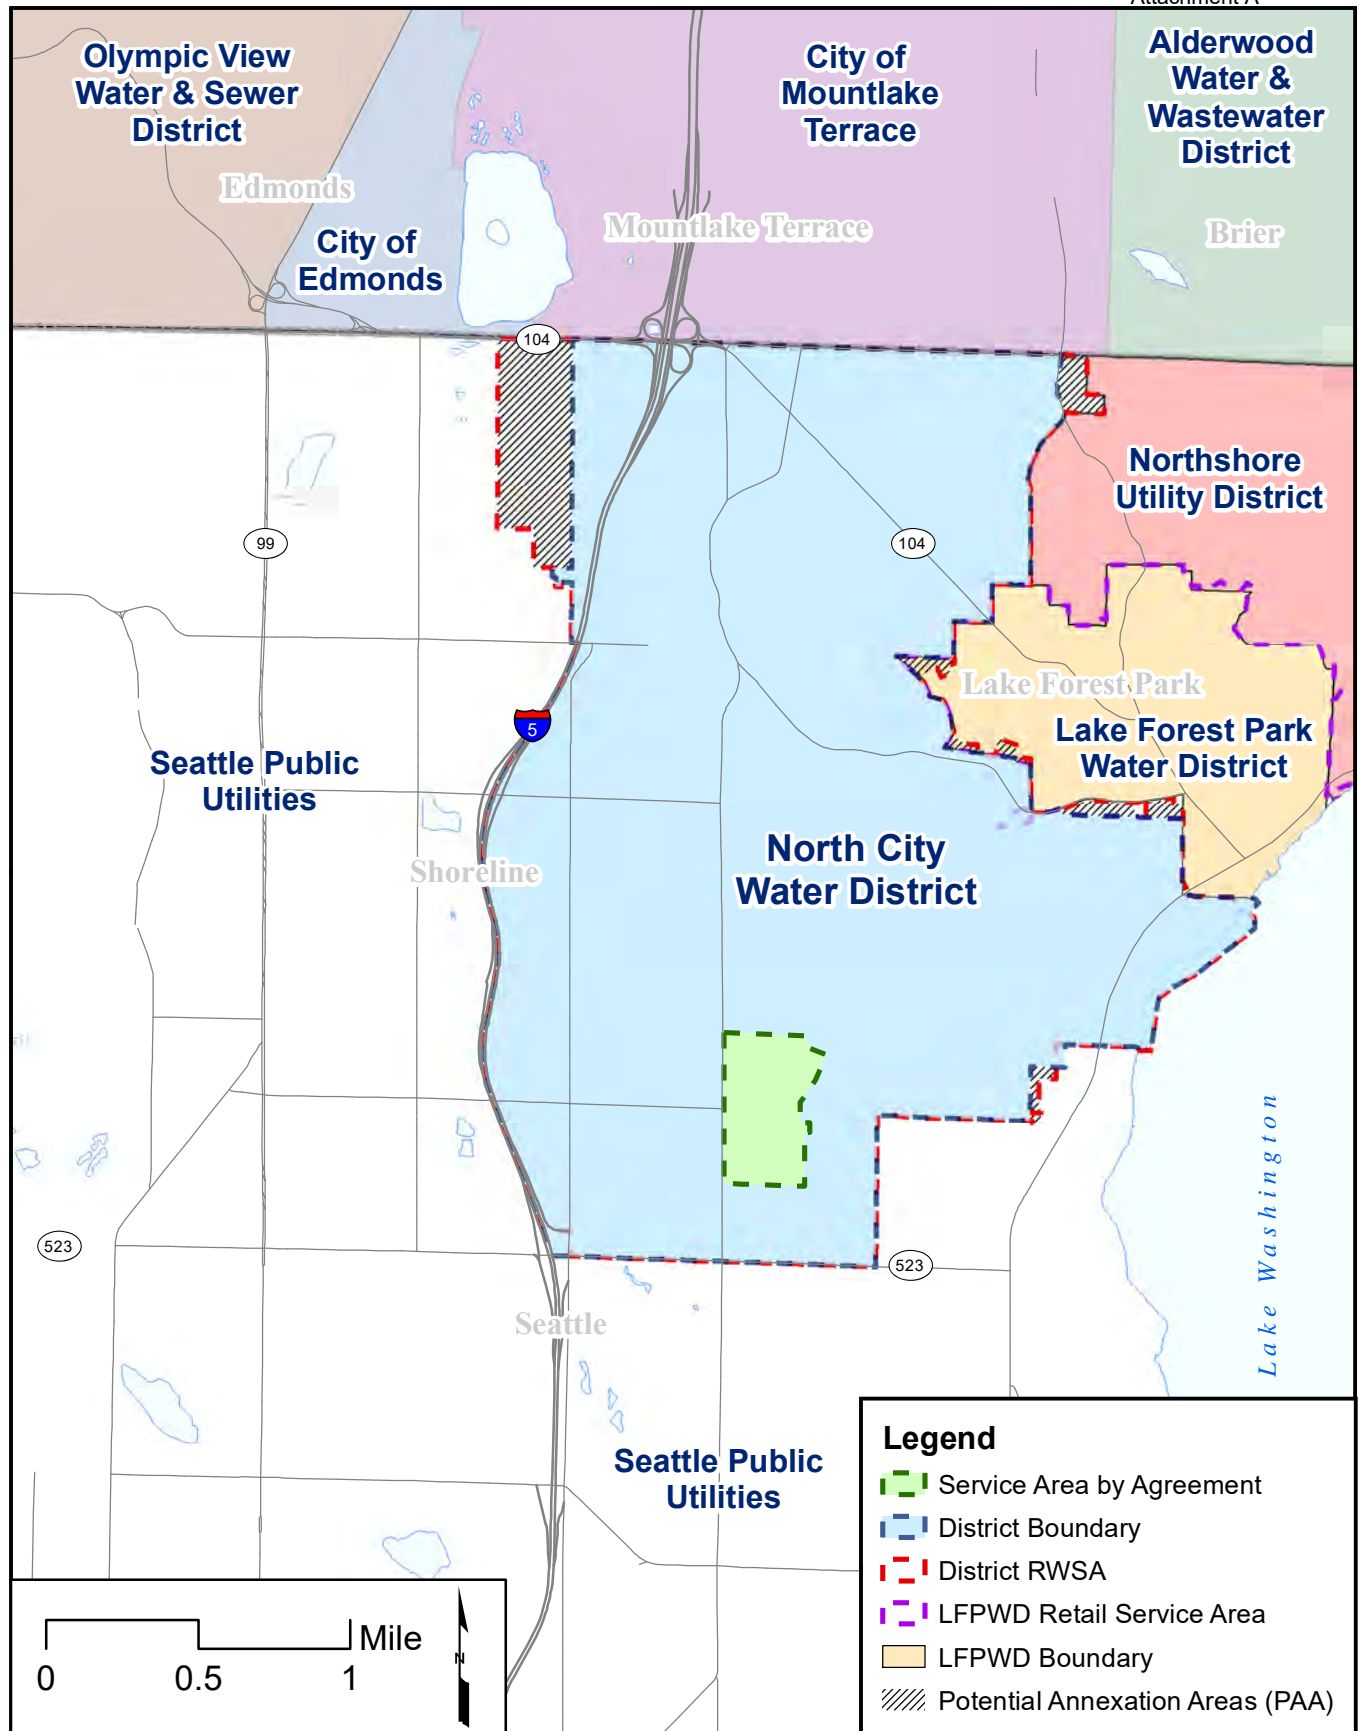 Attachment A
Olympic View
Water & Sewer
District
City of
Mountlake
Terrace
Alderwood
Water &
Wastewater
District
Edmonds
Mountlake Terrace
Brier
City of
Edmonds
104
Northshore
Utility District
99
104
Lake Forest Park
Lake Forest Park
Water District
5
Seattle Public
Utilities
North City
Water District
Shoreline
Lake Washington
523
523
Seattle
Seattle Public
Utilities
Legend
Service Area by Agreement
District Boundary
District RWSA
LFPWD Retail Service Area
LFPWD Boundary
Potential Annexation Areas (PAA)
Mile
0 0.5 1
N